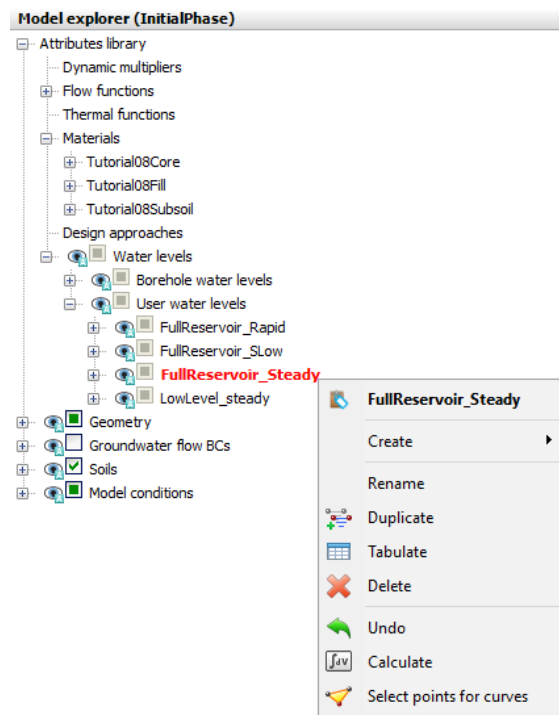 Model explorer (InitialPhase)
Attributes library
Dynamic multipliers
Flow functions
Thermal functions
Materials
Tutorial08Core
Tutorial08Fill
Tutorial08Subsoil
Design approaches
Water levels
Borehole water levels
User water levels
FullReservoir_Rapid
FullReservoir_SLow
FullReservoir_Steady
LowLevel_steady
Geometry
Groundwater flow BCs
Soils
Model conditions
FullReservoir_Steady
Create
Rename
Duplicate
Tabulate
Delete
Undo
∫dV Calculate
Select points for curves